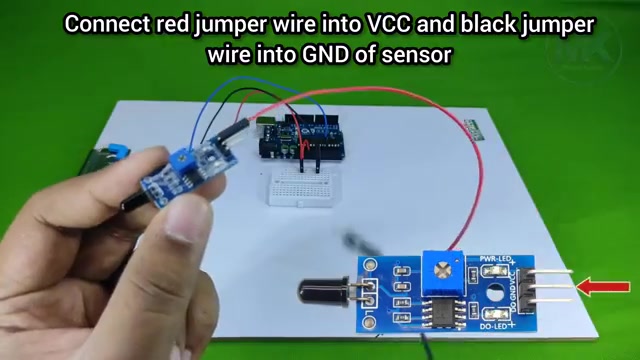 Connect red jumper wire into VCC and black jumper
wire into GND of sensor
PWR-LED
DO GND VCC
DO-LED